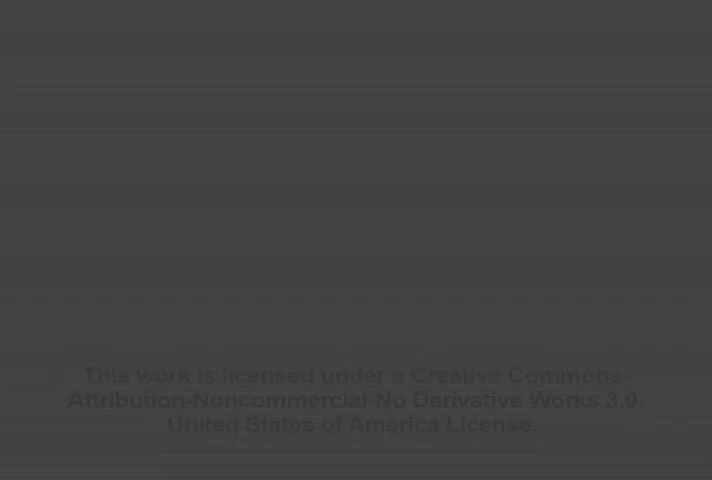 This work is licensed under a Creative Commons
Attribution-Noncommercial-No Derivative Works 3.0
United States of America License.